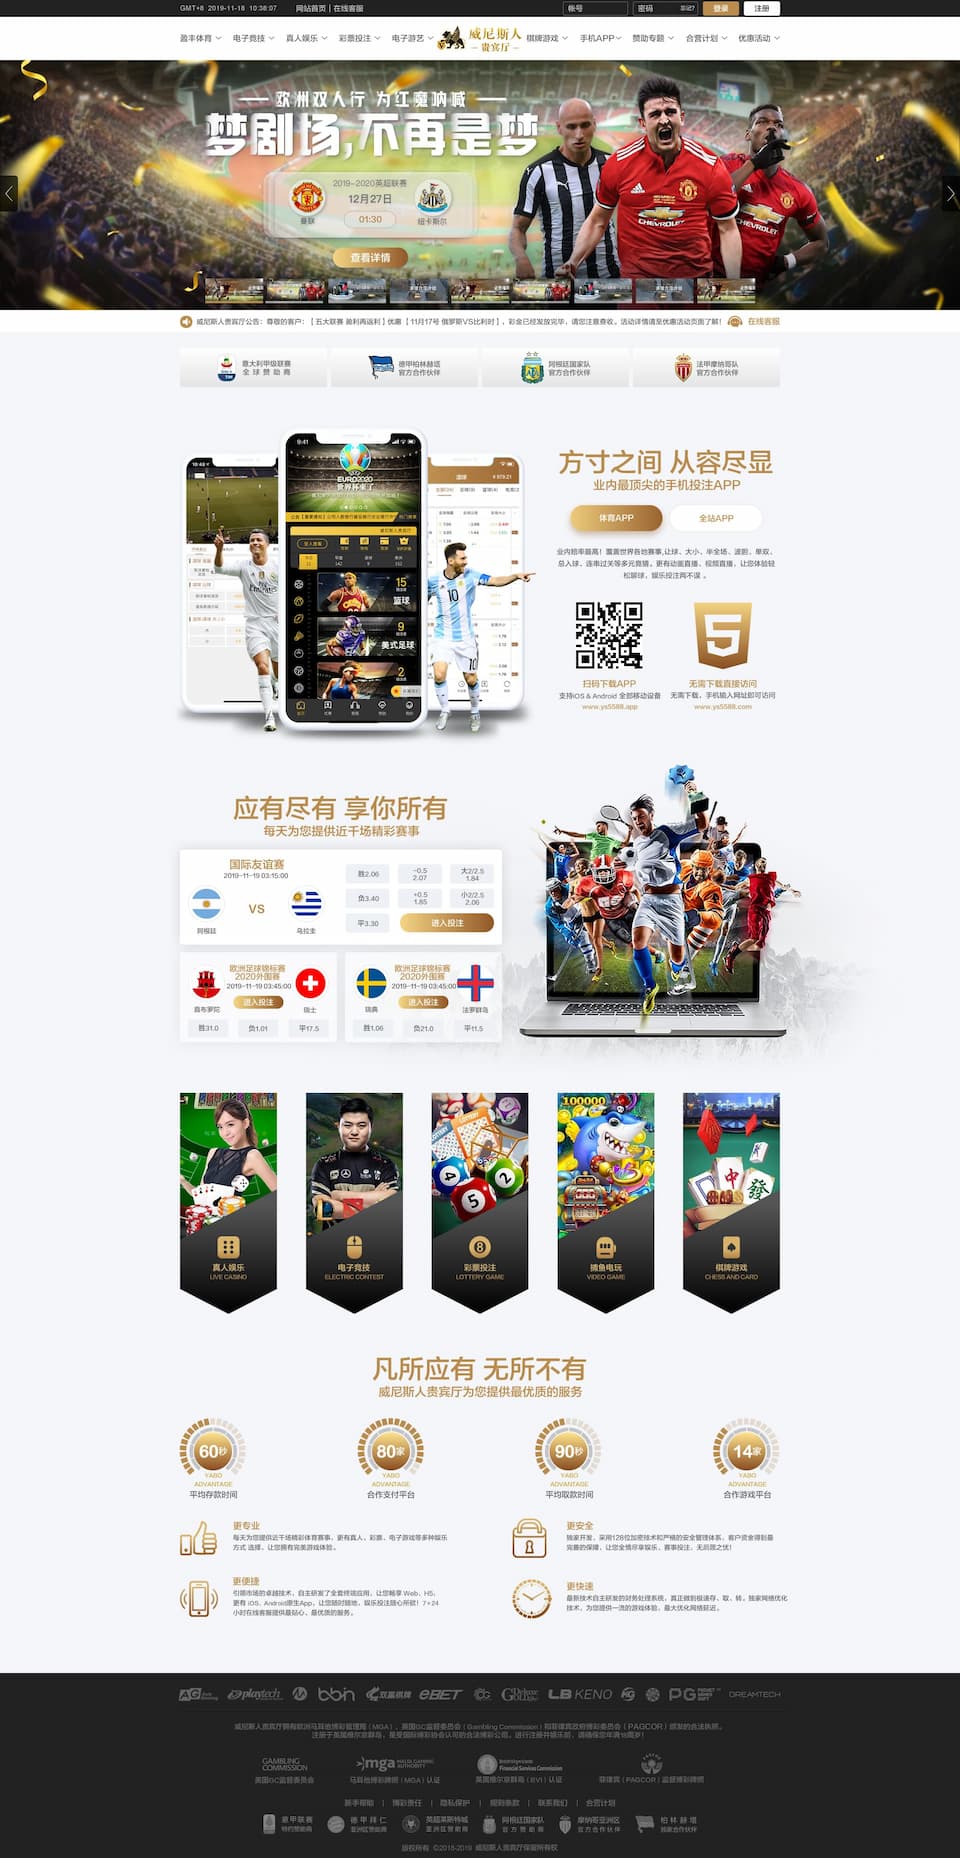 GMT+8 2019-11-18 10:38:07
网站首页 | 在线客服
帐号
密码
忘记?
登录
注册
盈丰体育
电子竞技
真人娱乐
彩票投注
电子游艺
威尼斯人
贵宾厅
棋牌游戏
手机APP
赞助专题
合营计划
优惠活动
欧洲双人行 为红魔呐喊
梦剧场,不再是梦
2019-2020英超联赛
12月27日
01:30
曼联
纽卡斯尔
查看详情
CHEVROLET
CHEVROLET
威尼斯人贵宾厅公告：尊敬的客户：【五大联赛 盈利再返利】优惠 【11月17号 俄罗斯VS比利时】，彩金已经发放完毕，请您注意查收。活动详情请至优惠活动页面了解！
在线客服
意大利甲级联赛
全球赞助商
德甲柏林赫塔
官方合作伙伴
阿根廷国家队
官方合作伙伴
法甲摩纳哥队
官方合作伙伴
9:41
EURO2020
世界杯来了
15
篮球
9
美式足球
2
方寸之间 从容尽显
业内最顶尖的手机投注APP
体育APP
全站APP
业内赔率最高！覆盖世界各地赛事,让球、大小、半全场、波胆、单双、
总入球、连串过关等多元竞猜。更有动画直播、视频直播，让您体验轻
松聊球，娱乐投注两不误 。
扫码下载APP
支持iOS & Android 全部移动设备
www.ys5588.app
无需下载直接访问
无需下载，手机输入网址即可访问
www.ys5588.com
应有尽有 享你所有
每天为您提供近千场精彩赛事
国际友谊赛
2019-11-19 03:15:00
VS
阿根廷
乌拉圭
胜2.06
-0.5
2.07
大2/2.5
1.84
负3.40
+0.5
1.85
小2/2.5
2.06
平3.30
进入投注
欧洲足球锦标赛
2020外围赛
2019-11-19 03:45:00
进入投注
直布罗陀
瑞士
胜31.0
负1.01
平17.5
欧洲足球锦标赛
2020外围赛
2019-11-19 03:45:00
进入投注
瑞典
法罗群岛
胜1.06
负21.0
平11.5
真人娱乐
LIVE CASINO
电子竞技
ELECTRIC CONTEST
彩票投注
LOTTERY GAME
100000
捕鱼电玩
VIDEO GAME
棋牌游戏
CHESS AND CARD
凡所应有 无所不有
威尼斯人贵宾厅为您提供最优质的服务
60秒
YABO
ADVANTAGE
平均存款时间
80家
YABO
ADVANTAGE
合作支付平台
90秒
YABO
ADVANTAGE
平均取款时间
14家
YABO
ADVANTAGE
合作游戏平台
更专业
每天为您提供近千场精彩体育赛事，更有真人、彩票、电子游戏等多种娱乐
方式 选择，让您拥有完美游戏体验。
更安全
独家开发，采用128位加密技术和严格的安全管理体系，客户资金得到最
完善的保障，让您全情尽享娱乐、赛事投注，无后顾之忧！
更便捷
引领市场的卓越技术，自主研发了全套终端应用，让您畅享 Web、H5，
更有 iOS、Android原生App，让您随时随地，娱乐投注随心所欲！7×24
小时在线客服提供最贴心、最优质的服务。
更快速
最新技术自主研发的财务处理系统，真正做到极速存、取、转。独家网络优化
技术，为您提供一流的游戏体验，最大优化网络延迟。
AG
playtech
bbin
双赢棋牌
eBET
LB KENO
PG
DREAMTECH
威尼斯人贵宾厅拥有欧洲马耳他博彩管理局（MGA）、英国GC监督委员会（Gambling Commission）和菲律宾政府博彩委员会（PAGCOR）颁发的合法执照。
注册于英属维尔京群岛，是受国际博彩协会认可的合法博彩公司。进行注册并娱乐前，请确保您年满18周岁！
GAMBLING
COMMISSION
英国GC监督委员会
mga MALTA GAMING
AUTHORITY
马耳他博彩牌照（MGA）认证
Financial Services Commission
英属维尔京群岛（BVI）认证
PAGCOR
菲律宾（PAGCOR）监督博彩牌照
新手帮助 | 博彩责任 | 隐私保护 | 规则条款 | 联系我们 | 合营计划
意甲联赛
特约赞助商
德甲拜仁
亚洲区赞助商
英超莱斯特城
亚洲区赞助商
阿根廷国家队
官方赞助商
摩纳哥亚洲区
官方合作伙伴
柏林赫塔
独家合作伙伴
版权所有 ©2015-2019 威尼斯人贵宾厅保留所有权